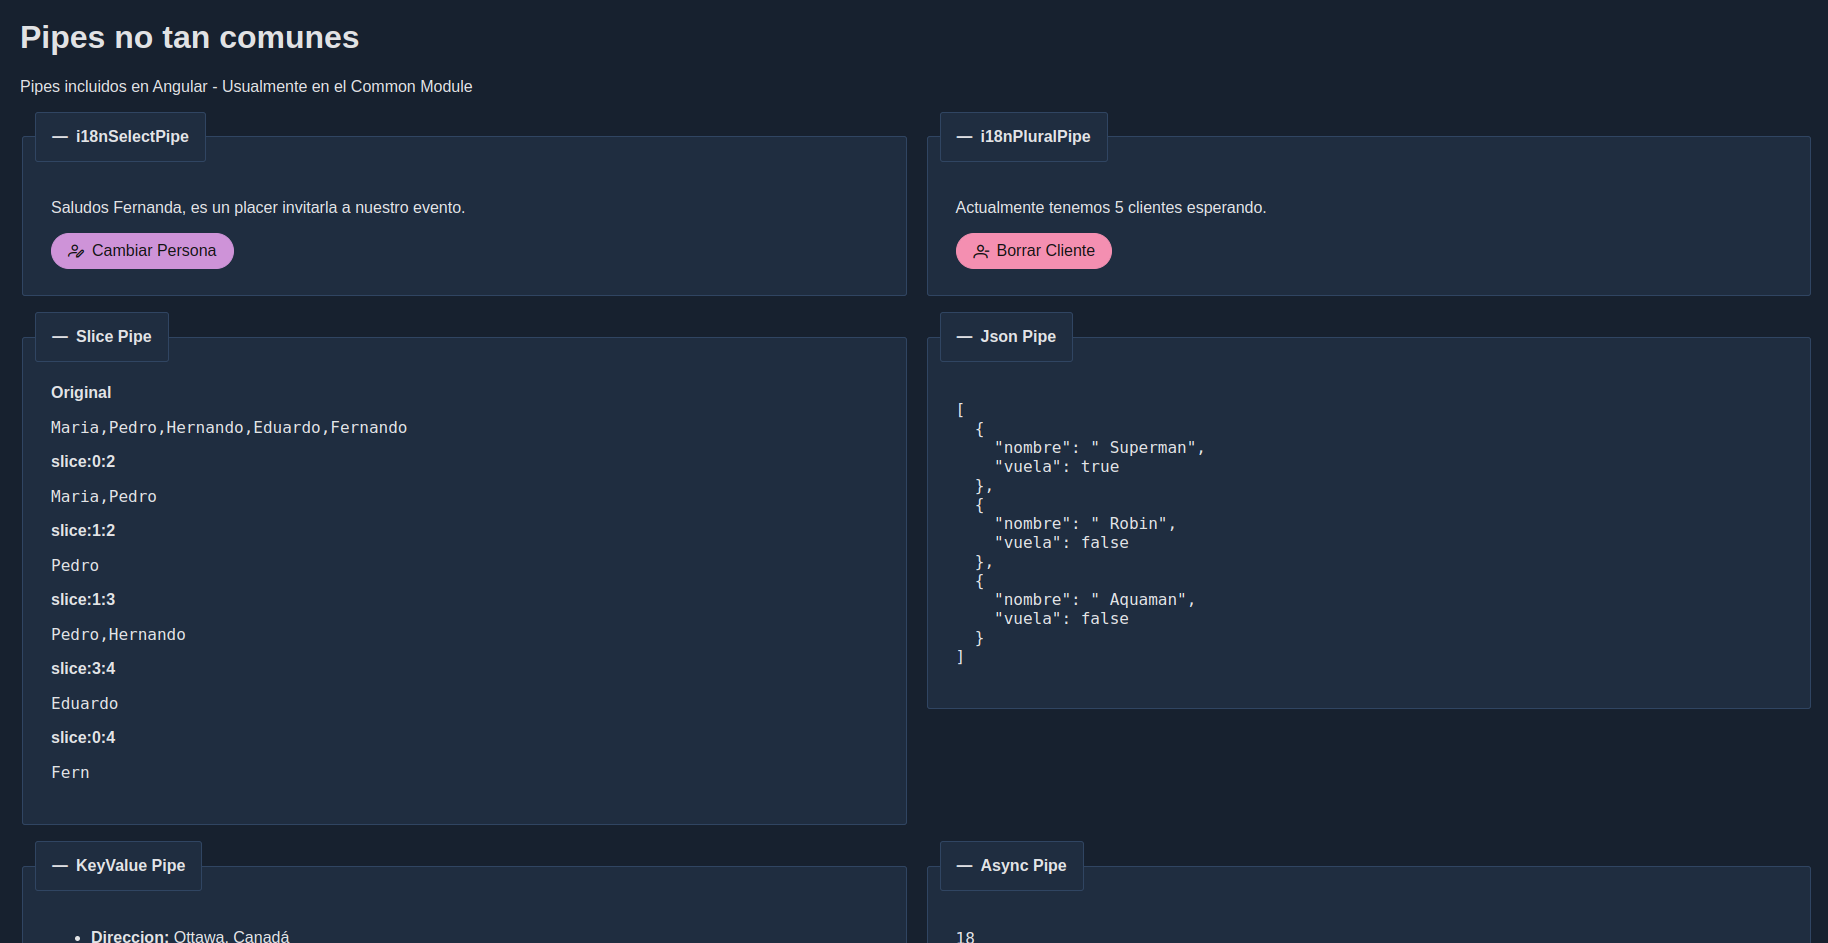 Pipes no tan comunes
Pipes incluidos en Angular - Usualmente en el Common Module
— i18nSelectPipe
Saludos Fernanda, es un placer invitarla a nuestro evento.
Cambiar Persona
— i18nPluralPipe
Actualmente tenemos 5 clientes esperando.
Borrar Cliente
— Slice Pipe
Original
Maria,Pedro,Hernando,Eduardo,Fernando
slice:0:2
Maria,Pedro
slice:1:2
Pedro
slice:1:3
Pedro,Hernando
slice:3:4
Eduardo
slice:0:4
Fern
— Json Pipe
[
  {
    "nombre": " Superman",
    "vuela": true
  },
  {
    "nombre": " Robin",
    "vuela": false
  },
  {
    "nombre": " Aquaman",
    "vuela": false
  }
]
— KeyValue Pipe
• Direccion: Ottawa, Canadá
— Async Pipe
18